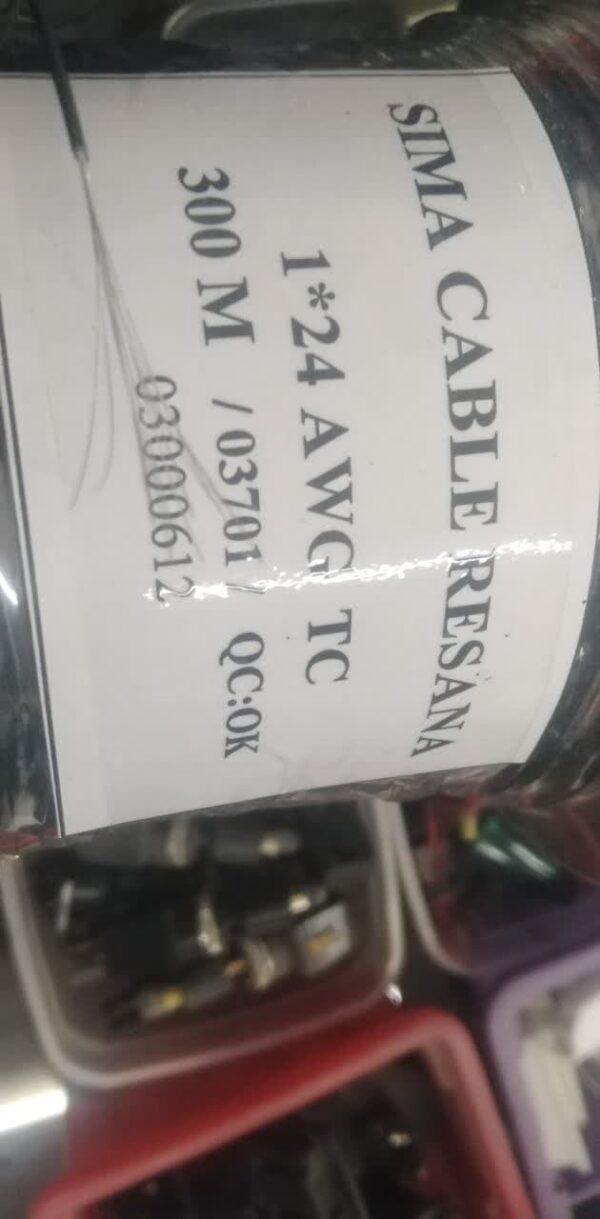 SIMA CABLE RESANA
1*24 AWG TC
300 M / 03701 / QC:OK
03000612